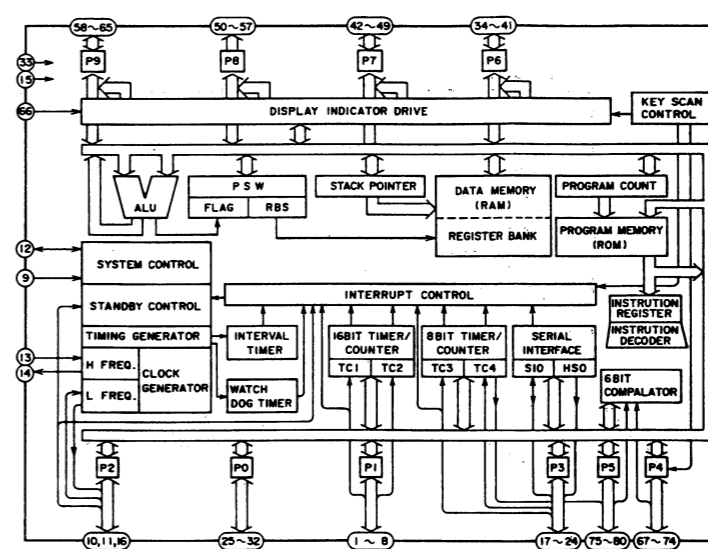 58~65 50~57 42~49 34~41
33 P9 P8 P7 P6
15
66 DISPLAY INDICATOR DRIVE KEY SCAN
CONTROL
ALU PSW STACK POINTER DATA MEMORY PROGRAM COUNT
(RAM)
FLAG RBS REGISTER BANK PROGRAM MEMORY
(ROM)
12 SYSTEM CONTROL
9
STANDBY CONTROL INTERRUPT CONTROL INSTRUTION
REGISTER
TIMING GENERATOR INTERVAL
TIMER 16BIT TIMER/
COUNTER 8BIT TIMER/
COUNTER SERIAL
INTERFACE INSTRUTION
DECODER
13 H FREQ. CLOCK
GENERATOR TC1 TC2 TC3 TC4 SIO HSO
14
L FREQ. WATCH
DOG TIMER 6BIT
COMPALATOR
P2 P0 P1 P3 P5 P4
10,11,16 25~32 1~8 17~24 75~80 67~74